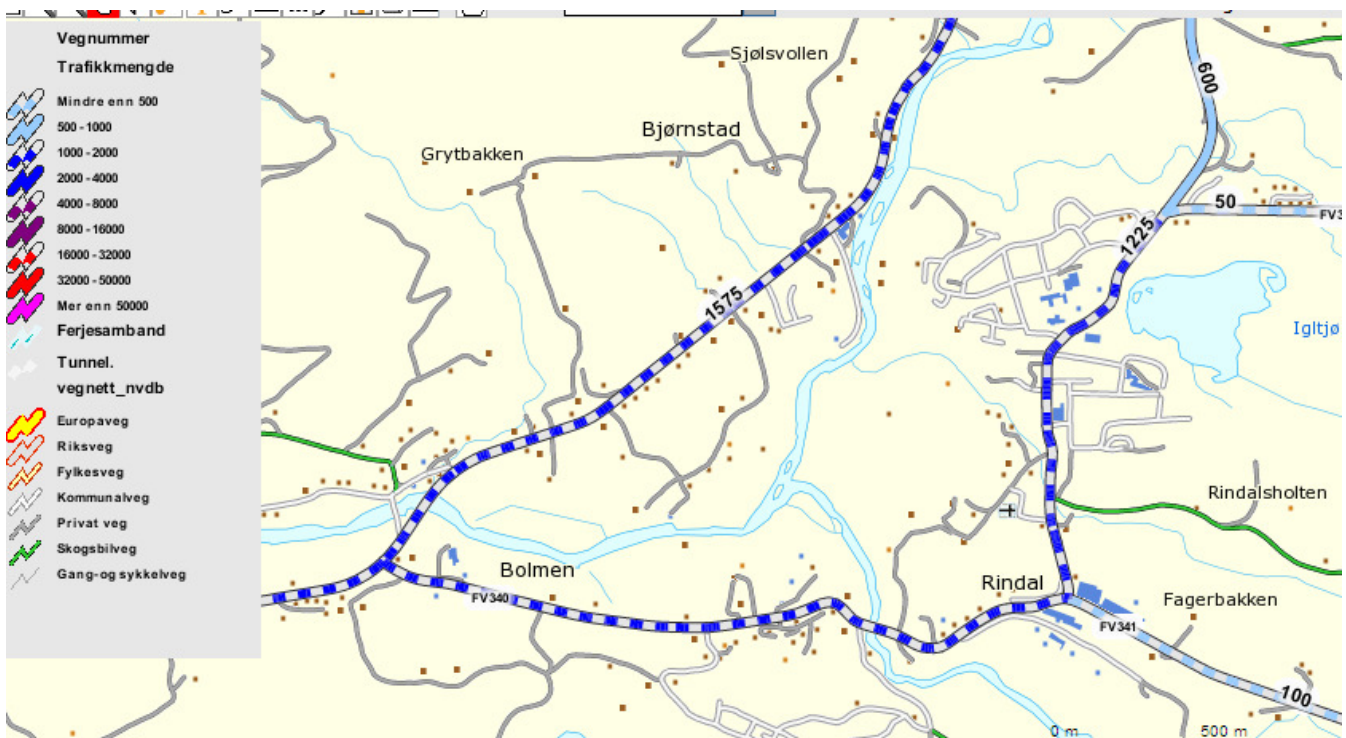 Vegnummer
Trafikkmengde
Mindre enn 500
500 - 1000
1000 - 2000
2000 - 4000
4000 - 8000
8000 - 16000
16000 - 32000
32000 - 50000
Mer enn 50000
Ferjesamband
Tunnel.
vegnett_nvdb
Europaveg
Riksveg
Fylkesveg
Kommunalveg
Privat veg
Skogsbilveg
Gang-og sykkelveg
Sjølsvollen
600
Bjørnstad
Grytbakken
50
FV3
1225
1575
Igltjø
Rindalsholten
Bolmen
Rindal
FV340
Fagerbakken
FV341
100
0 m
500 m